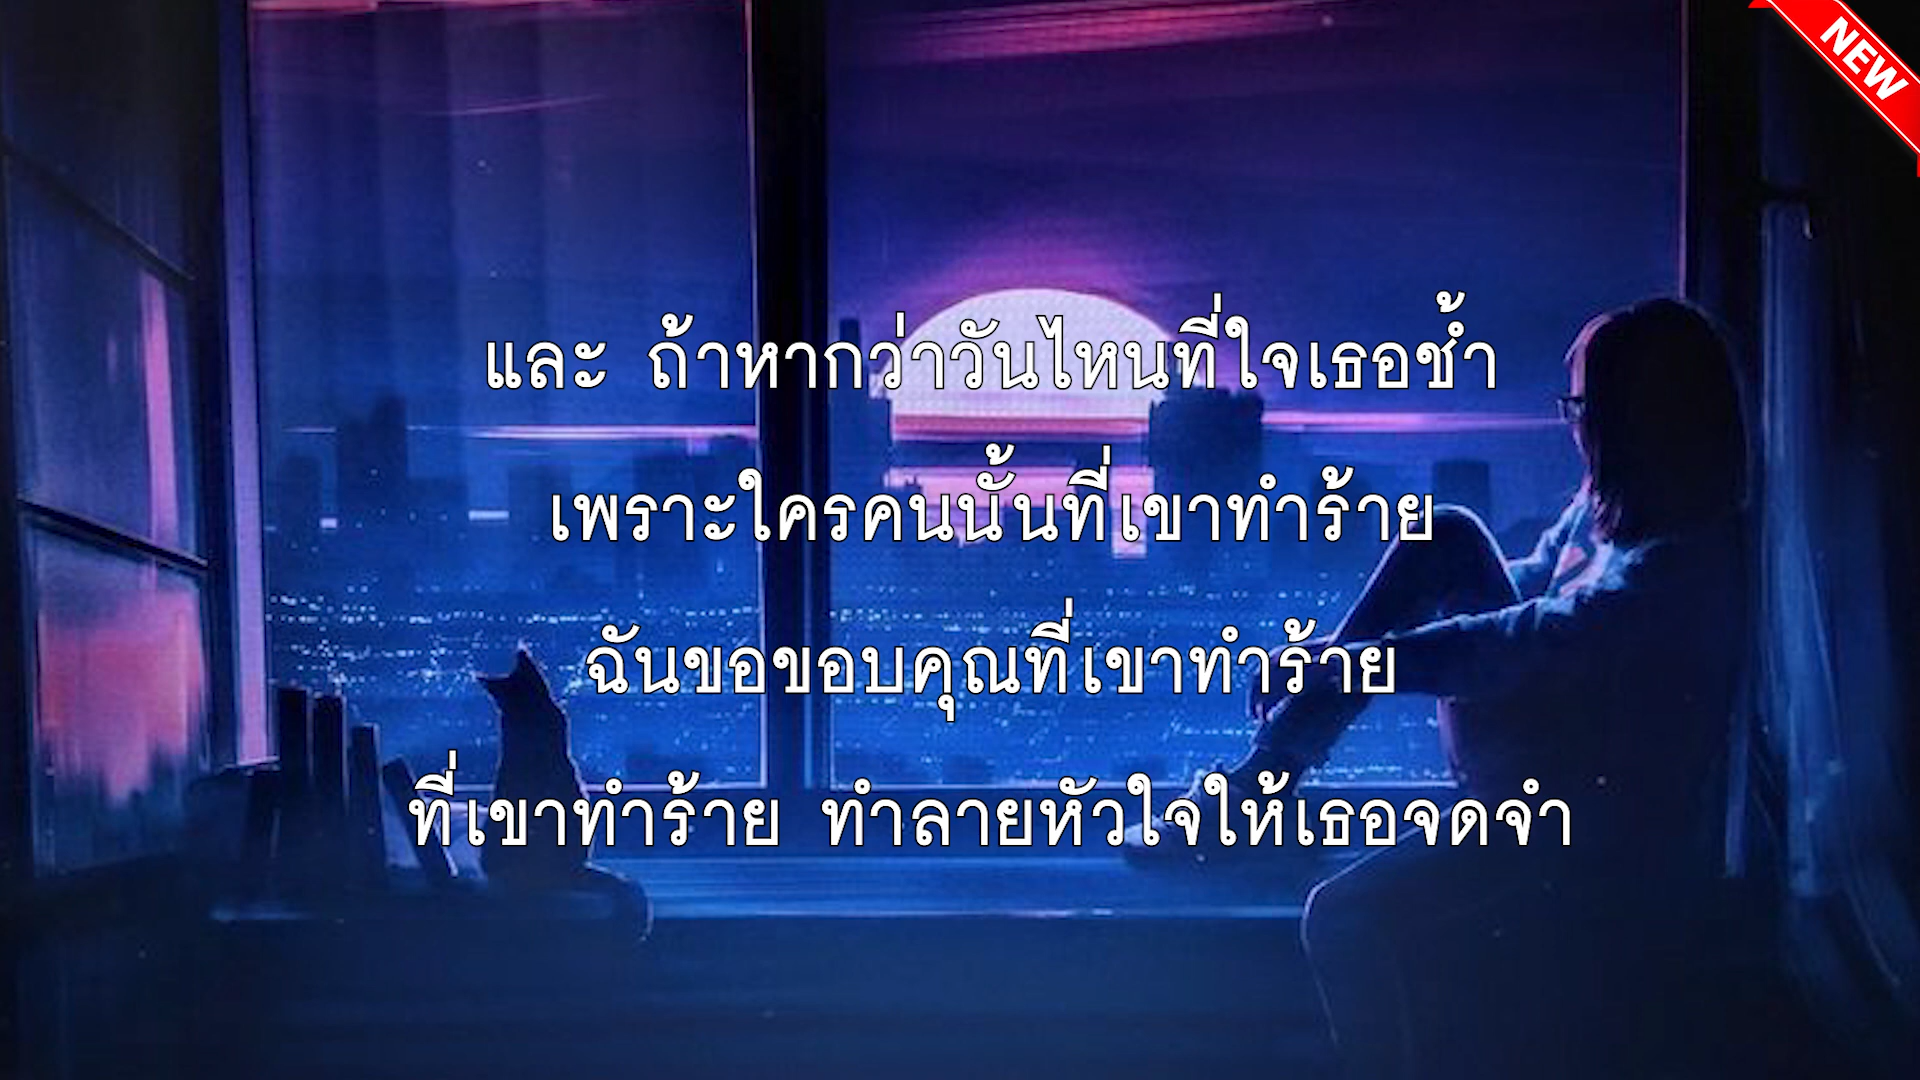 NEW
และ ถ้าหากว่าวันไหนที่ใจเธอช้ำ
เพราะใครคนนั้นที่เขาทำร้าย
ฉันขอขอบคุณที่เขาทำร้าย
ที่เขาทำร้าย ทำลายหัวใจให้เธอจดจำ